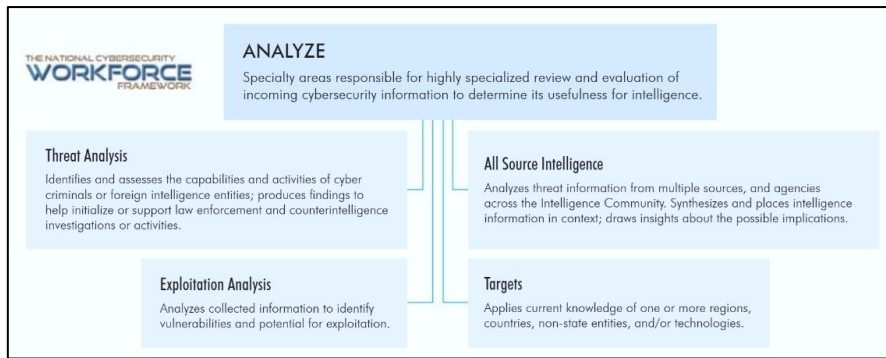 THE NATIONAL CYBERSECURITY
WORKFORCE
FRAMEWORK
ANALYZE
Specialty areas responsible for highly specialized review and evaluation of
incoming cybersecurity information to determine its usefulness for intelligence.
Threat Analysis
Identifies and assesses the capabilities and activities of cyber
criminals or foreign intelligence entities; produces findings to
help initialize or support law enforcement and counterintelligence
investigations or activities.
All Source Intelligence
Analyzes threat information from multiple sources, and agencies
across the Intelligence Community. Synthesizes and places intelligence
information in context; draws insights about the possible implications.
Exploitation Analysis
Analyzes collected information to identify
vulnerabilities and potential for exploitation.
Targets
Applies current knowledge of one or more regions,
countries, non-state entities, and/or technologies.